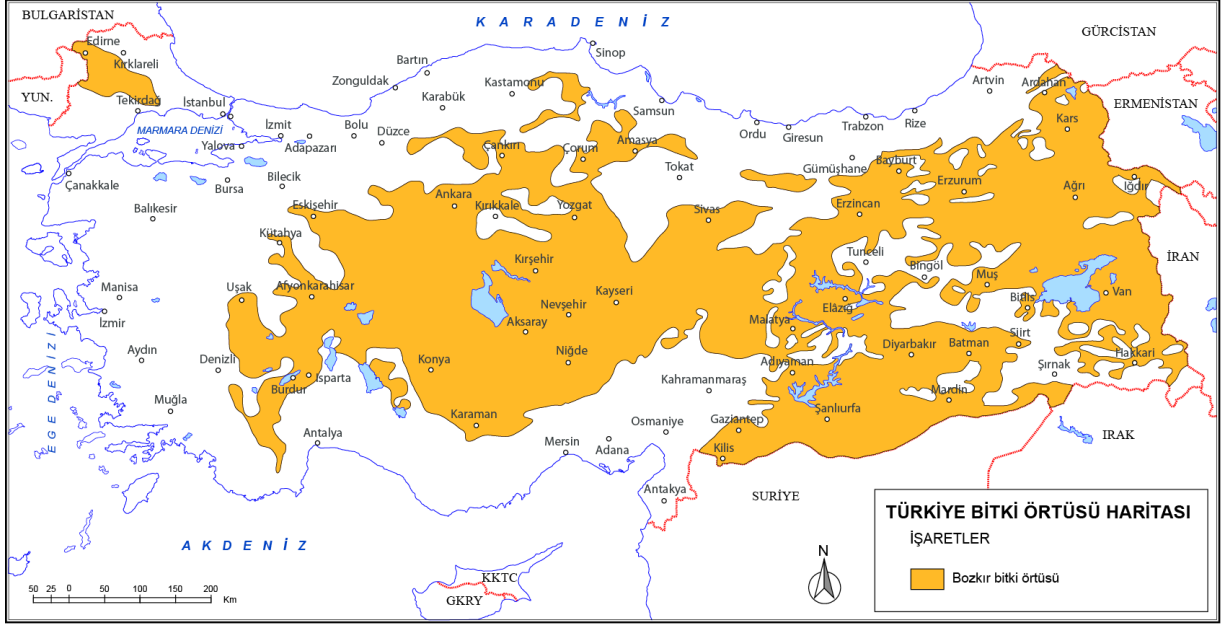 BULGARİSTAN
K A R A D E N İ Z
GÜRCİSTAN
Edirne
Kırklareli
Sinop
Bartın
Zonguldak
Kastamonu
Artvin
Ardahan
YUN.
Tekirdağ
İstanbul
Karabük
Samsun
ERMENİSTAN
MARMARA DENİZİ
İzmit
Bolu
Düzce
Ordu
Giresun
Trabzon
Rize
Kars
Yalova
Adapazarı
Çankırı
Çorum
Amasya
Tokat
Gümüşhane
Bayburt
Çanakkale
Bursa
Bilecik
Erzurum
Ağrı
Iğdır
Balıkesir
Eskişehir
Ankara
Kırıkkale
Yozgat
Sivas
Erzincan
Kütahya
Tunceli
Bingöl
Muş
İRAN
Kırşehir
Manisa
Uşak
Afyonkarahisar
Nevşehir
Kayseri
Elâzığ
Bitlis
Van
İzmir
Aksaray
Malatya
Siirt
EGE DENİZİ
Aydın
Denizli
Konya
Niğde
Adıyaman
Diyarbakır
Batman
Şırnak
Hakkari
Burdur
Isparta
Kahramanmaraş
Mardin
Muğla
Karaman
Gaziantep
Şanlıurfa
Antalya
Mersin
Adana
Osmaniye
Kilis
IRAK
Antakya
SURİYE
A K D E N İ Z
KKTC
GKRY
50 25 0 50 100 150 200
Km
N
TÜRKİYE BİTKİ ÖRTÜSÜ HARİTASI
İŞARETLER
Bozkır bitki örtüsü